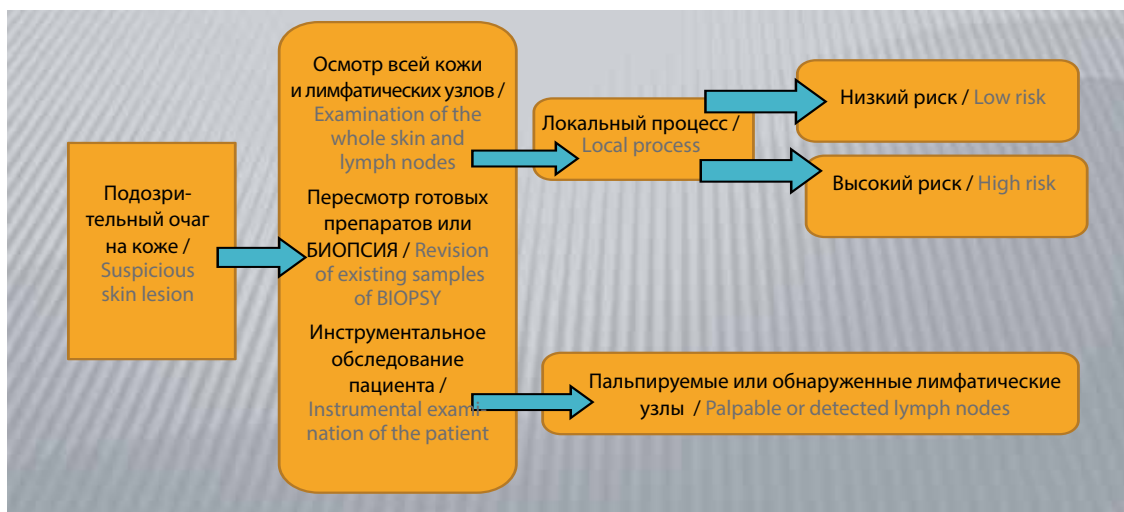 Подозри-
тельный очаг
на коже /
Suspicious
skin lesion
Осмотр всей кожи
и лимфатических узлов /
Examination of the
whole skin and
lymph nodes
Пересмотр готовых
препаратов или
БИОПСИЯ / Revision
of existing samples
of BIOPSY
Инструментальное
обследование
пациента /
Instrumental exami-
nation of the patient
Локальный процесс /
Local process
Низкий риск / Low risk
Высокий риск / High risk
Пальпируемые или обнаруженные лимфатические
узлы / Palpable or detected lymph nodes